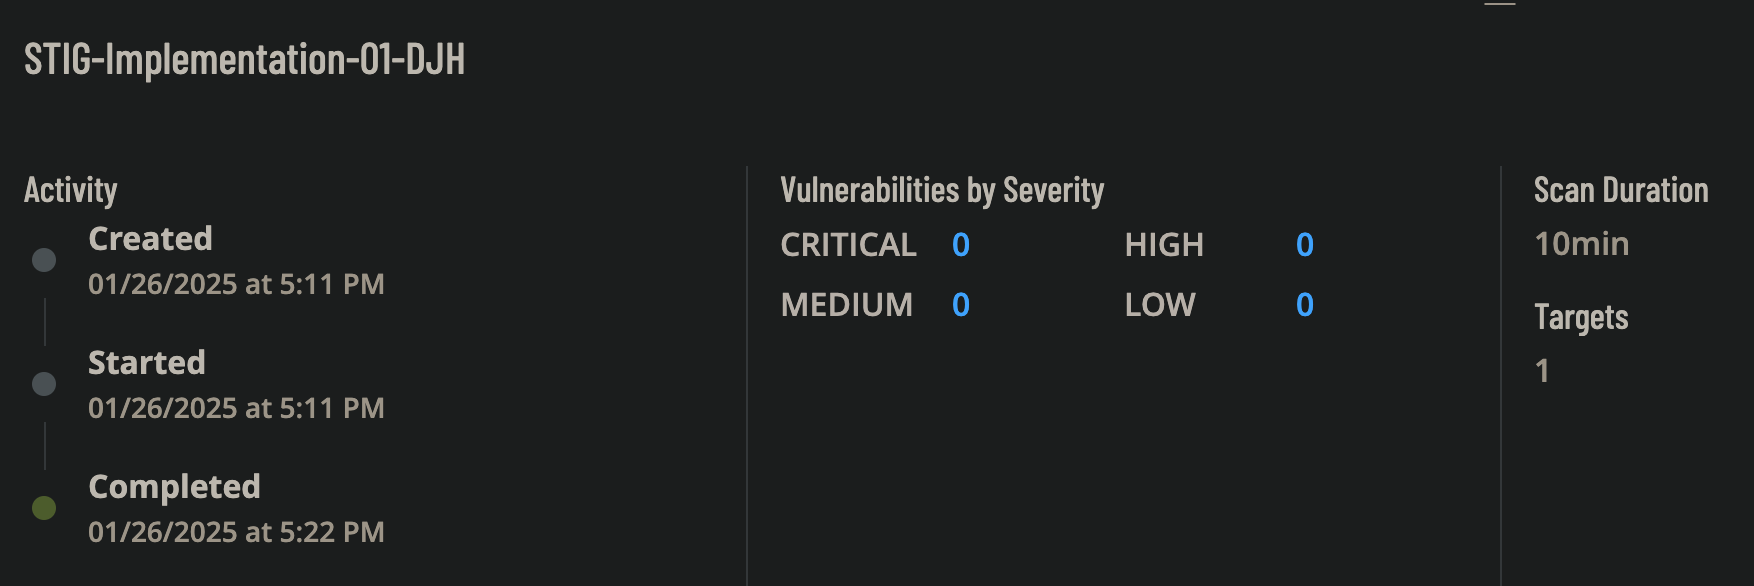 STIG-Implementation-01-DJH
Activity
Created
01/26/2025 at 5:11 PM
Started
01/26/2025 at 5:11 PM
Completed
01/26/2025 at 5:22 PM
Vulnerabilities by Severity
CRITICAL 0 HIGH 0
MEDIUM 0 LOW 0
Scan Duration
10min
Targets
1